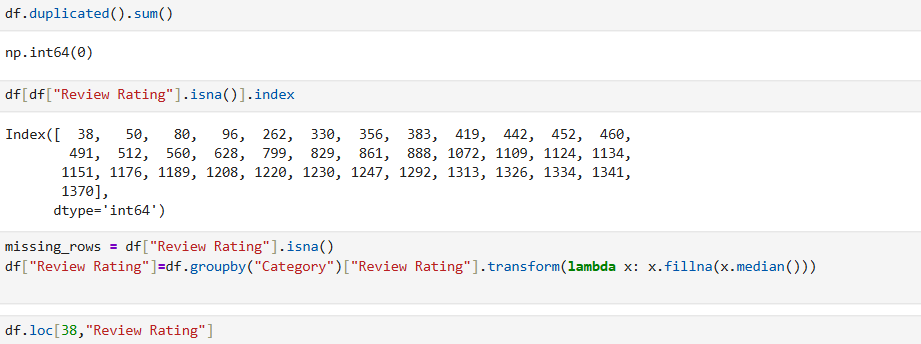 df.duplicated().sum()
np.int64(0)
df[df["Review Rating"].isna()].index
Index([  38,   50,   80,   96,  262,  330,  356,  383,  419,  442,  452,  460,
        491,  512,  560,  628,  799,  829,  861,  888, 1072, 1109, 1124, 1134,
       1151, 1176, 1189, 1208, 1220, 1230, 1247, 1292, 1313, 1326, 1334, 1341,
       1370],
      dtype='int64')
missing_rows = df["Review Rating"].isna()
df["Review Rating"]=df.groupby("Category")["Review Rating"].transform(lambda x: x.fillna(x.median()))
df.loc[38,"Review Rating"]